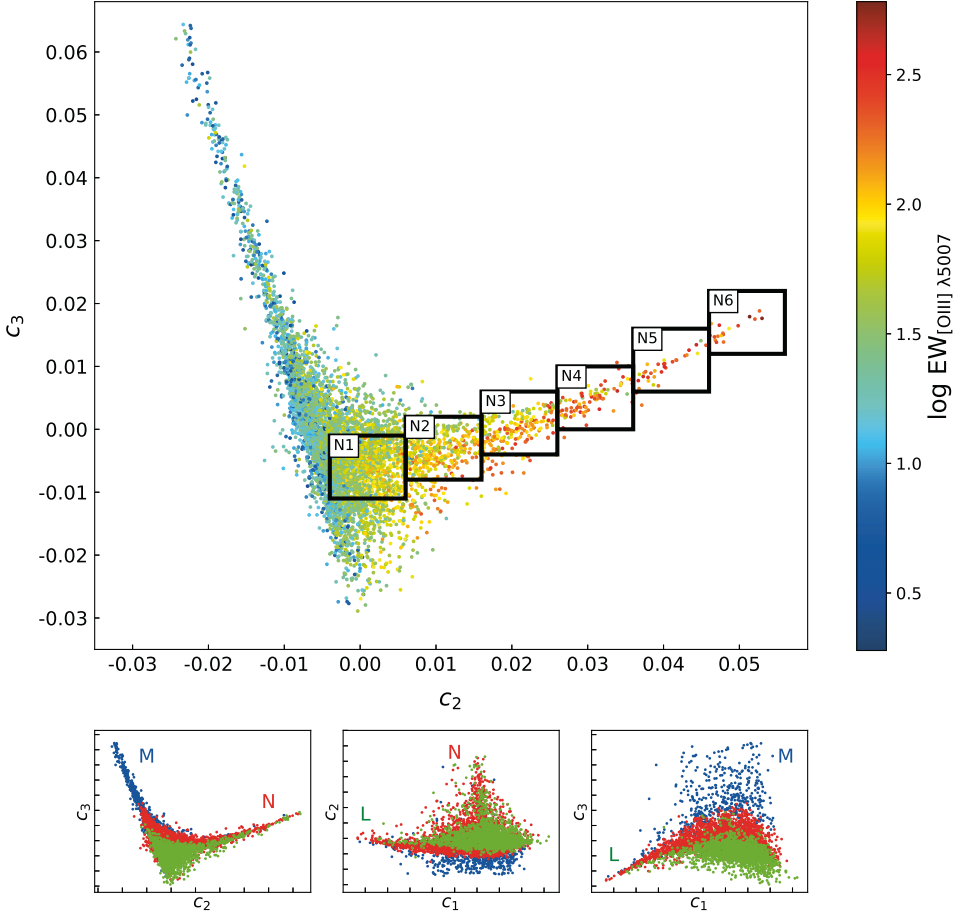 0.06
0.05
0.04
0.03
0.02
0.01
0.00
-0.01
-0.02
-0.03
c3
N1
N2
N3
N4
N5
N6
-0.03 -0.02 -0.01 0.00 0.01 0.02 0.03 0.04 0.05
c2
2.5
2.0
1.5
1.0
0.5
log EW[OIII] λ5007
M
N
c3
c2
N
L
c2
c1
M
L
c3
c1